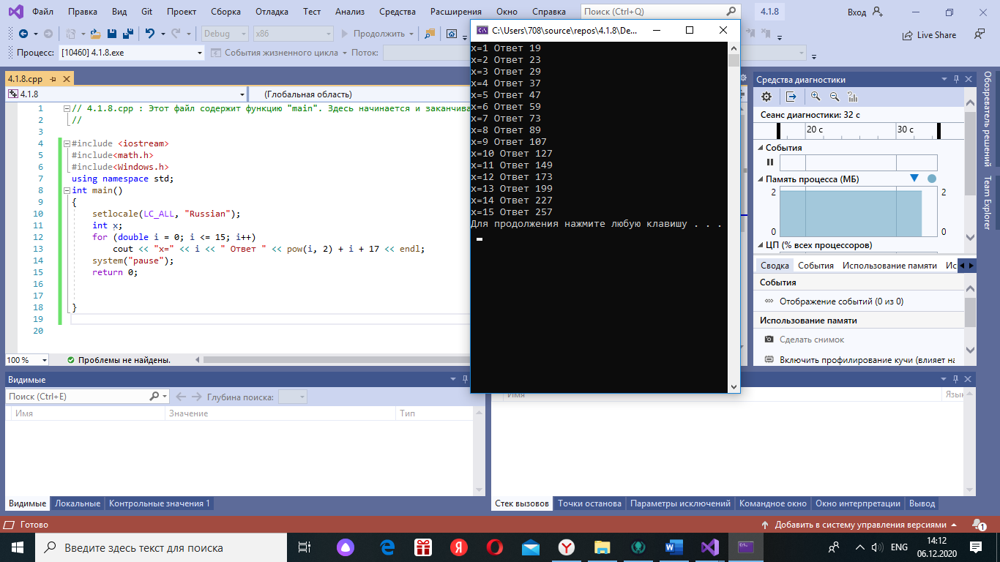 Файл Правка Вид Git Проект Сборка Отладка Тест Анализ Средства Расширения Окно Справка Поиск (Ctrl+Q) 4.1.8 Вход
Debug x86 Продолжить Live Share
Процесс: [10460] 4.1.8.exe События жизненного цикла Поток:
4.1.8.cpp
4.1.8 (Глобальная область)
1 // 4.1.8.cpp : Этот файл содержит функцию "main". Здесь начинается и заканчива
2 //
3
4 #include <iostream>
5 #include<math.h>
6 #include<Windows.h>
7 using namespace std;
8 int main()
9 {
10 setlocale(LC_ALL, "Russian");
11 int x;
12 for (double i = 0; i <= 15; i++)
13 cout << "x=" << i << " Ответ " << pow(i, 2) + i + 17 << endl;
14 system("pause");
15 return 0;
16
17
18 }
19
20
100 % Проблемы не найдены.
C:\Users\708\source\repos\4.1.8\De...
x=1 Ответ 19
x=2 Ответ 23
x=3 Ответ 29
x=4 Ответ 37
x=5 Ответ 47
x=6 Ответ 59
x=7 Ответ 73
x=8 Ответ 89
x=9 Ответ 107
x=10 Ответ 127
x=11 Ответ 149
x=12 Ответ 173
x=13 Ответ 199
x=14 Ответ 227
x=15 Ответ 257
Для продолжения нажмите любую клавишу . . .
Средства диагностики
Сеанс диагностики: 32 с
20 с 30 с
События
Память процесса (МБ)
2 2
0 0
ЦП (% всех процессоров)
Сводка События Использование памяти Ис
События
Отображение событий (0 из 0)
Использование памяти
Сделать снимок
Включить профилирование кучи (влияет на
Обозреватель решений
Team Explorer
Видимые
Поиск (Ctrl+E) Глубина поиска:
Имя Значение Тип
Имя Язык
Видимые Локальные Контрольные значения 1
Стек вызовов Точки останова Параметры исключений Командное окно Окно интерпретации Вывод
Готово Добавить в систему управления версиями 1
Введите здесь текст для поиска ENG 14:12
06.12.2020